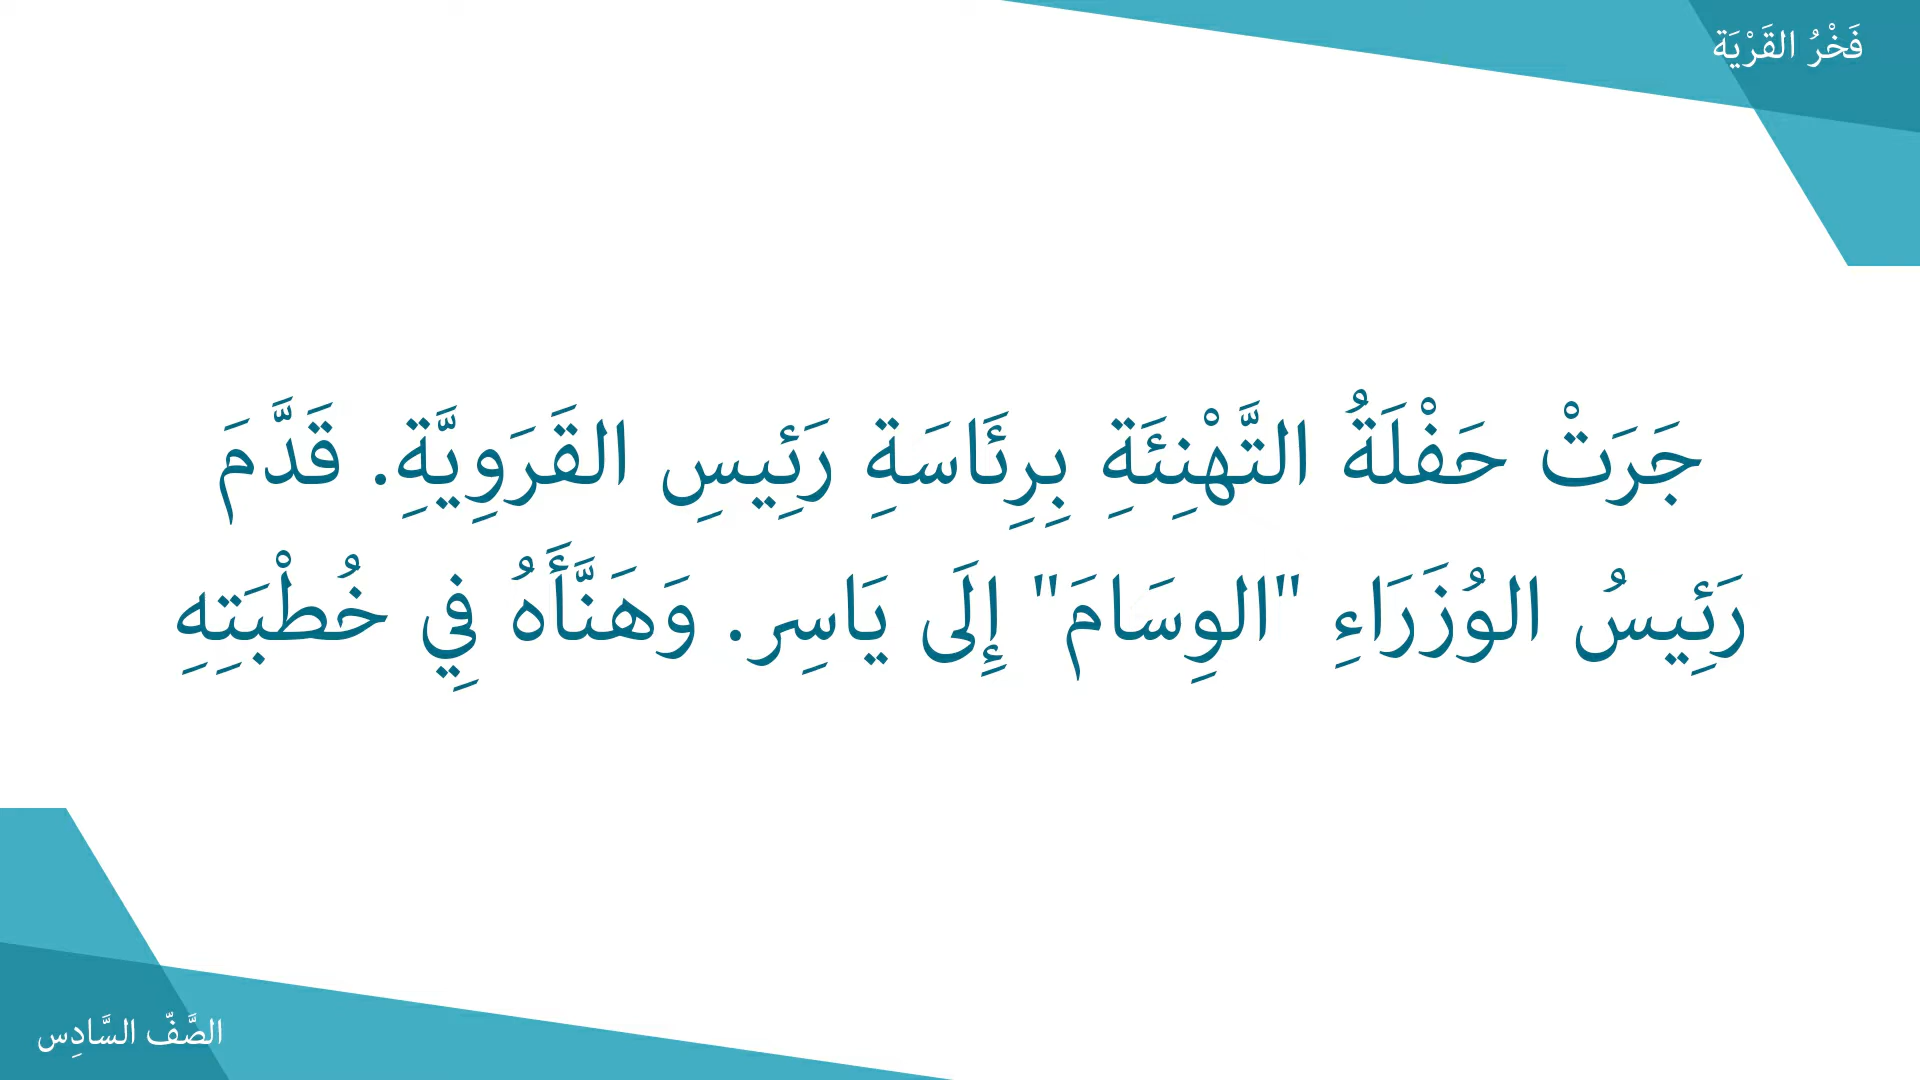 فَخْرُ القَرْيَة
جَرَتْ حَفْلَةُ التَّهْنِئَةِ بِرِئَاسَةِ رَئِيسِ القَرَوِيَّةِ. قَدَّمَ
رَئِيسُ الوُزَرَاءِ "الوِسَامَ" إِلَى يَاسِر. وَهَنَّأَهُ فِي خُطْبَتِهِ
الصَّفّ السَّادِس